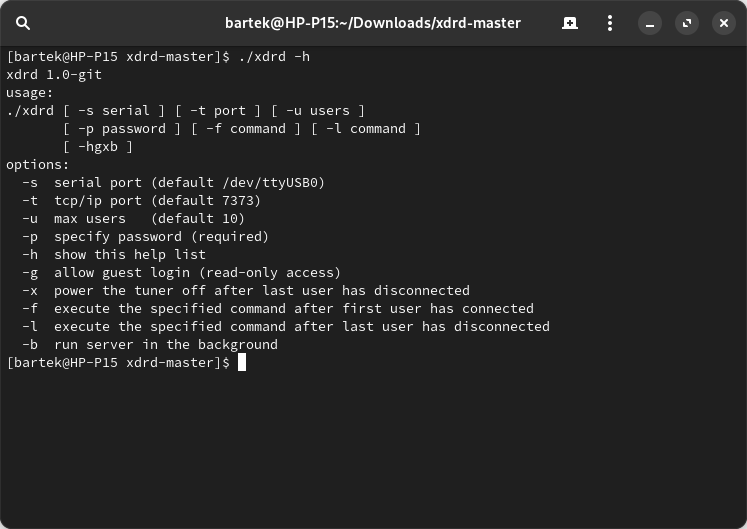 bartek@HP-P15:~/Downloads/xdrd-master
[bartek@HP-P15 xdrd-master]$ ./xdrd -h
xdrd 1.0-git
usage:
./xdrd [ -s serial ] [ -t port ] [ -u users ]
       [ -p password ] [ -f command ] [ -l command ]
       [ -hgxb ]
options:
  -s  serial port (default /dev/ttyUSB0)
  -t  tcp/ip port (default 7373)
  -u  max users   (default 10)
  -p  specify password (required)
  -h  show this help list
  -g  allow guest login (read-only access)
  -x  power the tuner off after last user has disconnected
  -f  execute the specified command after first user has connected
  -l  execute the specified command after last user has disconnected
  -b  run server in the background
[bartek@HP-P15 xdrd-master]$